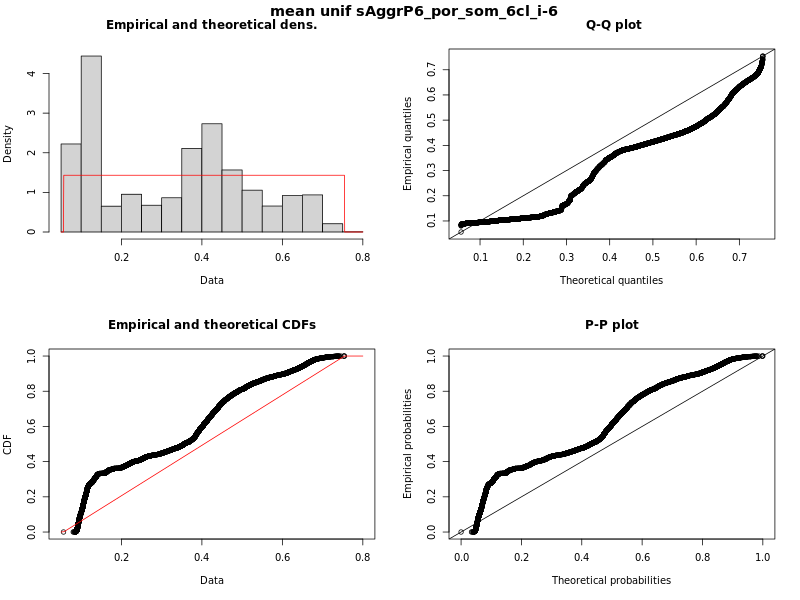 mean unif sAggrP6_por_som_6cl_i-6
Empirical and theoretical dens.
Density
0 1 2 3 4
0.2 0.4 0.6 0.8
Data
Q-Q plot
Empirical quantiles
0.1 0.2 0.3 0.4 0.5 0.6 0.7
0.1 0.2 0.3 0.4 0.5 0.6 0.7
Theoretical quantiles
Empirical and theoretical CDFs
CDF
0.0 0.2 0.4 0.6 0.8 1.0
0.2 0.4 0.6 0.8
Data
P-P plot
Empirical probabilities
0.0 0.2 0.4 0.6 0.8 1.0
0.0 0.2 0.4 0.6 0.8 1.0
Theoretical probabilities